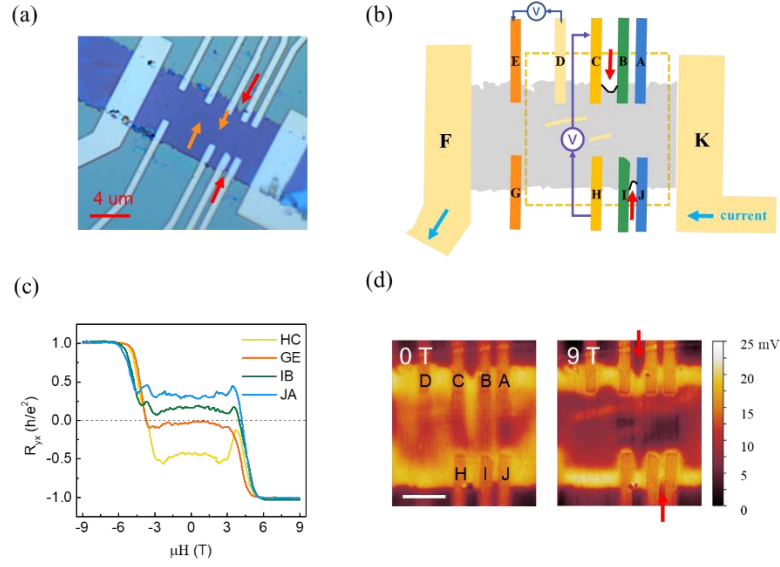 (a)
4 um
(b)
V
E
D
C
B
A
F
V
K
G
H
I
J
current
(c)
R_yx (h/e²)
1.0
0.5
0.0
-0.5
-1.0
HC
GE
IB
JA
-9 -6 -3 0 3 6 9
μH (T)
(d)
0 T
D C B A
H I J
9 T
25 mV
20
15
10
5
0